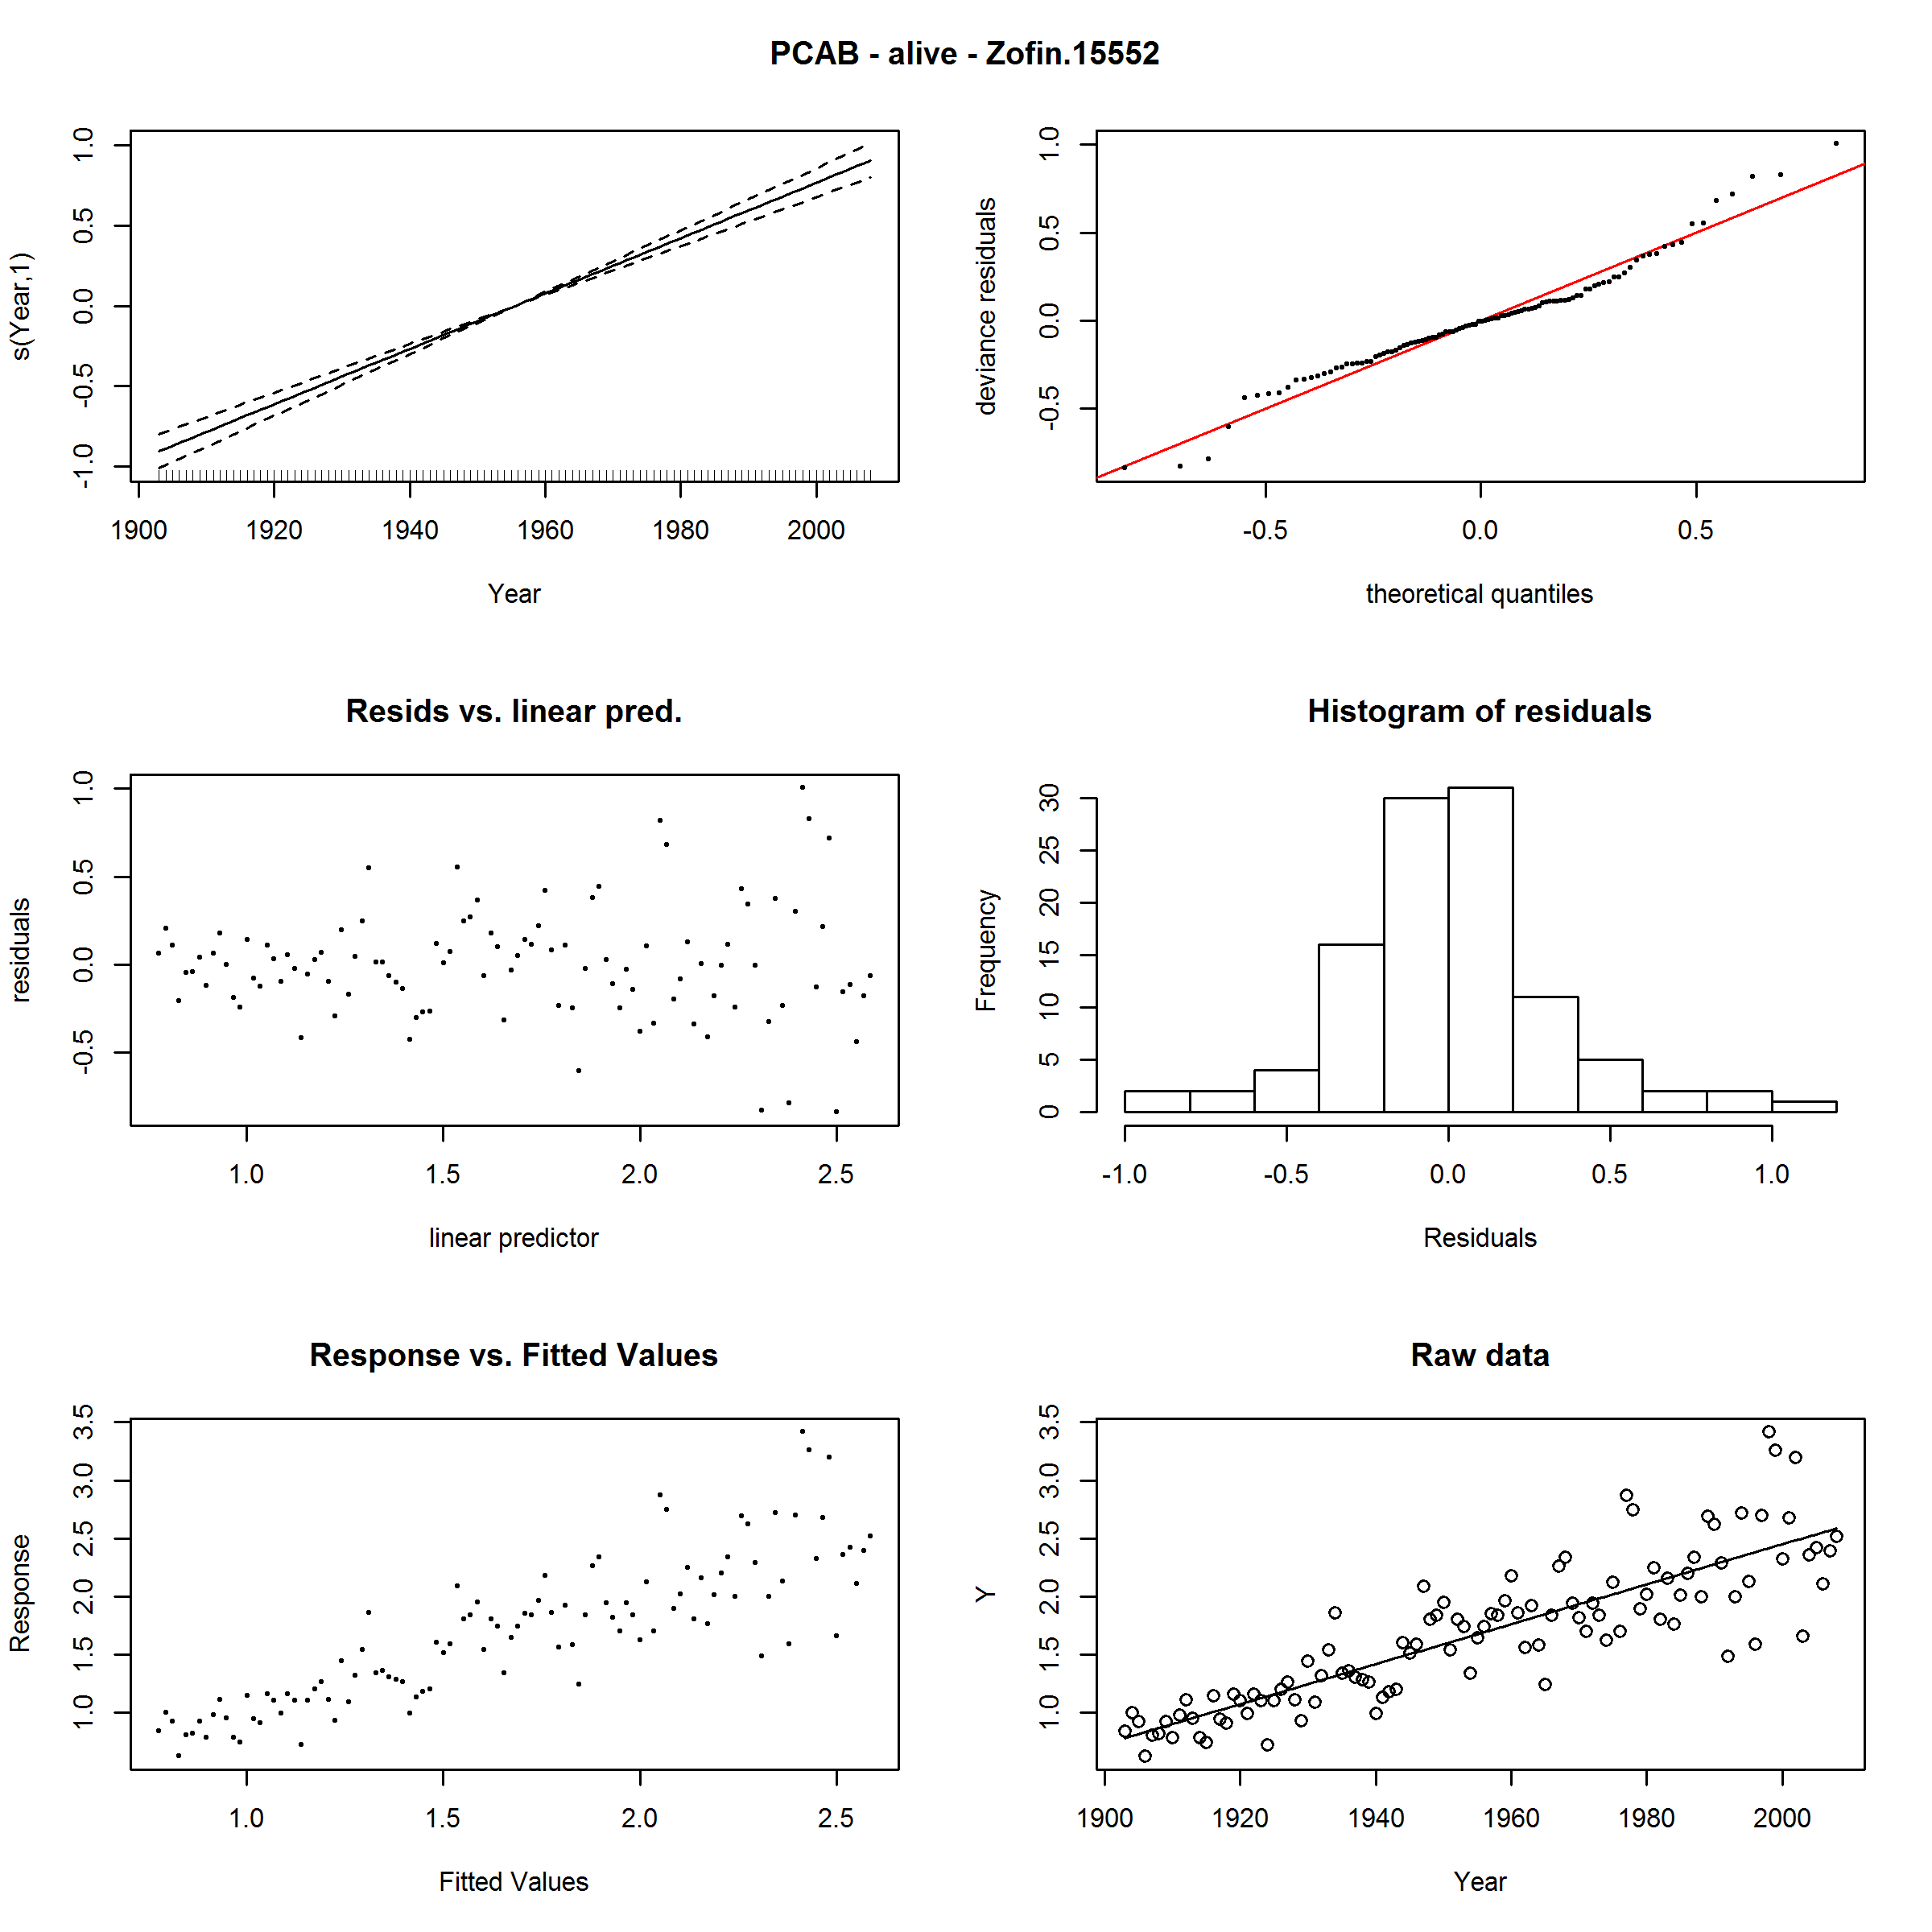 PCAB - alive - Zofin.15552
s(Year,1)
-1.0 -0.5 0.0 0.5 1.0
1900 1920 1940 1960 1980 2000
Year
deviance residuals
-0.5 0.0 0.5 1.0
-0.5 0.0 0.5
theoretical quantiles
Resids vs. linear pred.
residuals
-0.5 0.0 0.5 1.0
1.0 1.5 2.0 2.5
linear predictor
Histogram of residuals
Frequency
0 5 10 15 20 25 30
-1.0 -0.5 0.0 0.5 1.0
Residuals
Response vs. Fitted Values
Response
1.0 1.5 2.0 2.5 3.0 3.5
1.0 1.5 2.0 2.5
Fitted Values
Raw data
Y
1.0 1.5 2.0 2.5 3.0 3.5
1900 1920 1940 1960 1980 2000
Year